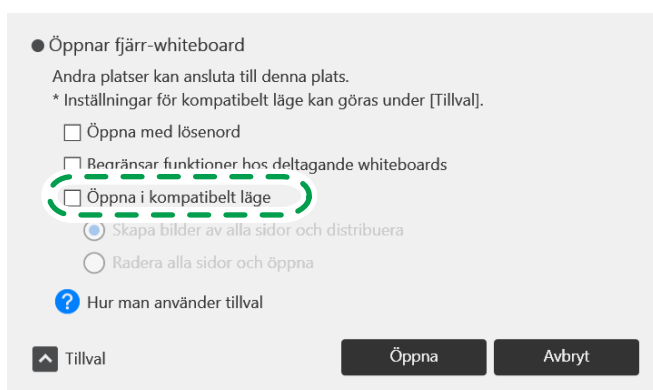 Öppnar fjärr-whiteboard
Andra platser kan ansluta till denna plats.
* Inställningar för kompatibelt läge kan göras under [Tillval].
Öppna med lösenord
Begränsar funktioner hos deltagande whiteboards
Öppna i kompatibelt läge
Skapa bilder av alla sidor och distribuera
Radera alla sidor och öppna
? Hur man använder tillval
Tillval
Öppna
Avbryt